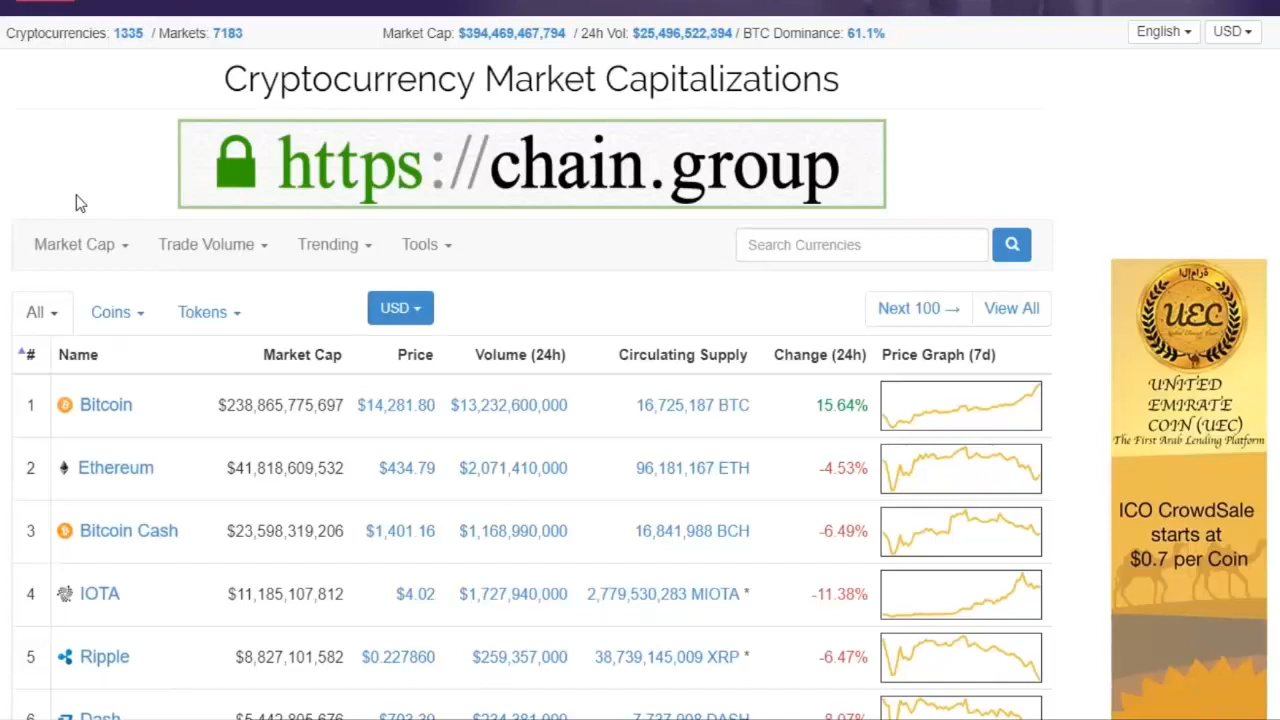 Cryptocurrencies: 1335 / Markets: 7183 Market Cap: $394,469,467,794 / 24h Vol: $25,496,522,394 / BTC Dominance: 61.1% English USD
Cryptocurrency Market Capitalizations
https://chain.group
Market Cap Trade Volume Trending Tools Search Currencies
All Coins Tokens USD Next 100 → View All
# Name Market Cap Price Volume (24h) Circulating Supply Change (24h) Price Graph (7d)
1 Bitcoin $238,865,775,697 $14,281.80 $13,232,600,000 16,725,187 BTC 15.64%
2 Ethereum $41,818,609,532 $434.79 $2,071,410,000 96,181,167 ETH -4.53%
3 Bitcoin Cash $23,598,319,206 $1,401.16 $1,168,990,000 16,841,988 BCH -6.49%
4 IOTA $11,185,107,812 $4.02 $1,727,940,000 2,779,530,283 MIOTA * -11.38%
5 Ripple $8,827,101,582 $0.227860 $259,357,000 38,739,145,009 XRP * -6.47%
6 Dash
UEC
UNITED
EMIRATE
COIN (UEC)
The First Arab Lending Platform
ICO CrowdSale
starts at
$0.7 per Coin